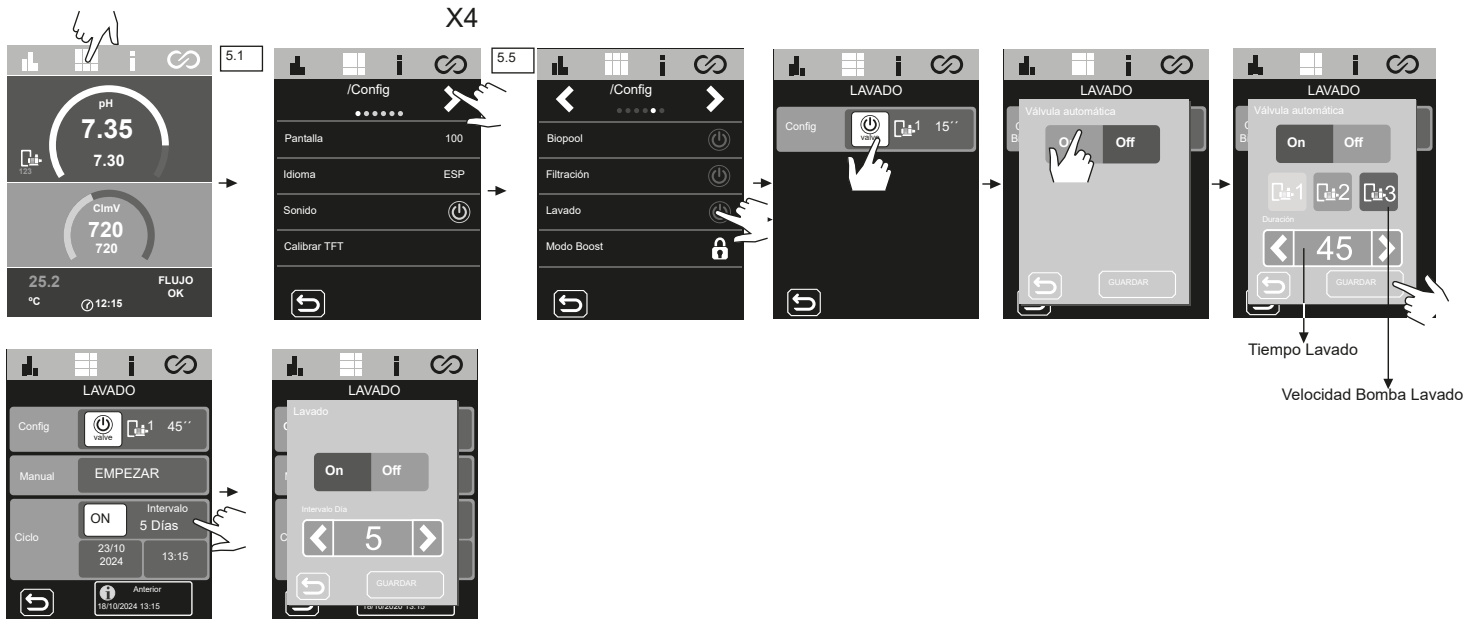 X4
5.1
pH
7.35
7.30
123
ClmV
720
720
25.2
ºC
12:15
FLUJO
OK
/Config
Pantalla 100
Idioma ESP
Sonido
Calibrar TFT
5.5
/Config
Biopool
Filtración
Lavado
Modo Boost
LAVADO
Config valve 1 15´´
LAVADO
Válvula automática
Off
GUARDAR
LAVADO
Válvula automática
On Off
1 2 3
Duración
45
GUARDAR
Tiempo Lavado
Velocidad Bomba Lavado
LAVADO
Config valve 1 45´´
Manual EMPEZAR
Ciclo ON Intervalo
5 Días
23/10
2024
13:15
Anterior
18/10/2024 13:15
LAVADO
Lavado
On Off
Intervalo Día
5
GUARDAR